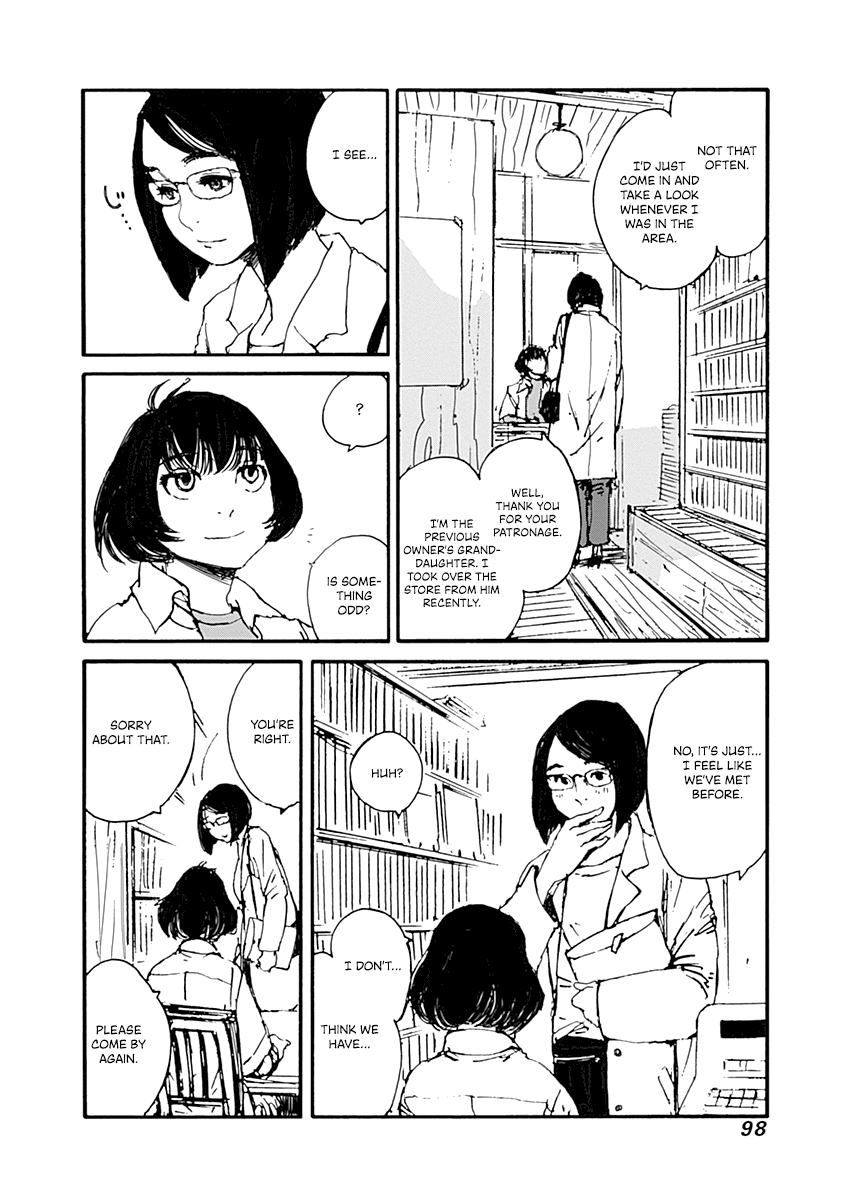 NOT THAT
OFTEN.
I'D JUST
COME IN AND
TAKE A LOOK
WHENEVER I
WAS IN THE
AREA.
WELL,
THANK YOU
FOR YOUR
PATRONAGE.
I'M THE
PREVIOUS
OWNER'S GRAND-
DAUGHTER. I
TOOK OVER THE
STORE FROM HIM
RECENTLY.
I SEE...
じ…
?
IS SOME-
THING
ODD?
NO, IT'S JUST...
I FEEL LIKE
WE'VE MET
BEFORE.
HUH?
I DON'T...
THINK WE
HAVE...
YOU'RE
RIGHT.
SORRY
ABOUT THAT.
PLEASE
COME BY
AGAIN.
98